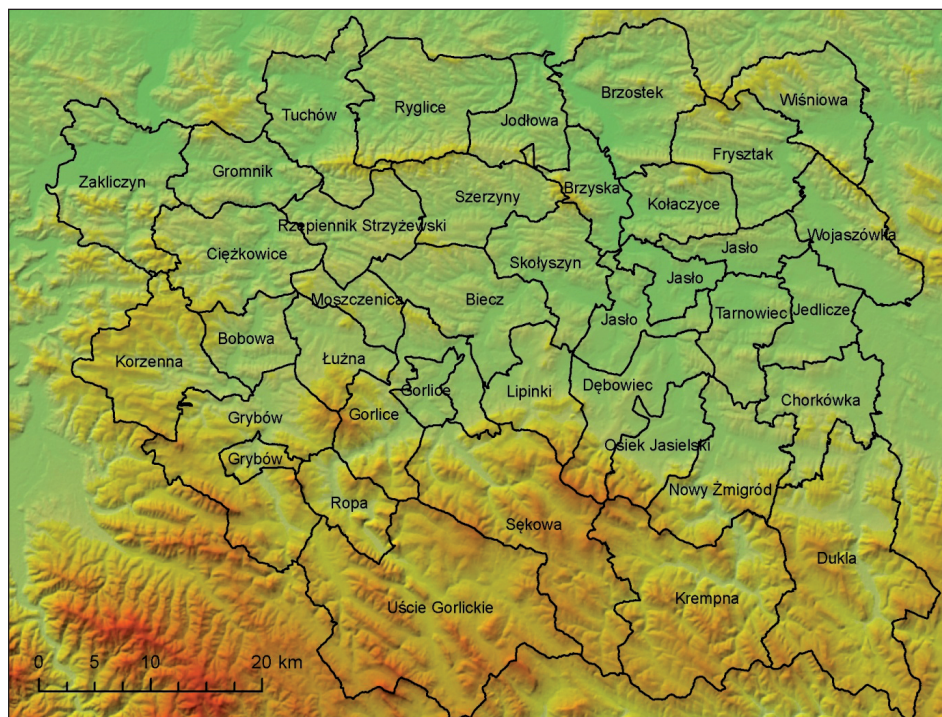 Brzostek
Wiśniowa
Tuchów
Ryglice
Jodłowa
Frysztak
Zakliczyn
Gromnik
Szerzyny
Brzyska
Kołaczyce
Rzepiennik Strzyżewski
Wojaszówka
Ciężkowice
Skołyszyn
Jasło
Jasło
Moszczenica
Biecz
Jasło
Tarnowiec
Jedlicze
Korzenna
Bobowa
Łużna
Gorlice
Lipinki
Dębowiec
Chorkówka
Grybów
Gorlice
Osiek Jasielski
Grybów
Ropa
Nowy Żmigród
Sękowa
Dukla
Uście Gorlickie
Krempna
0 5 10 20 km